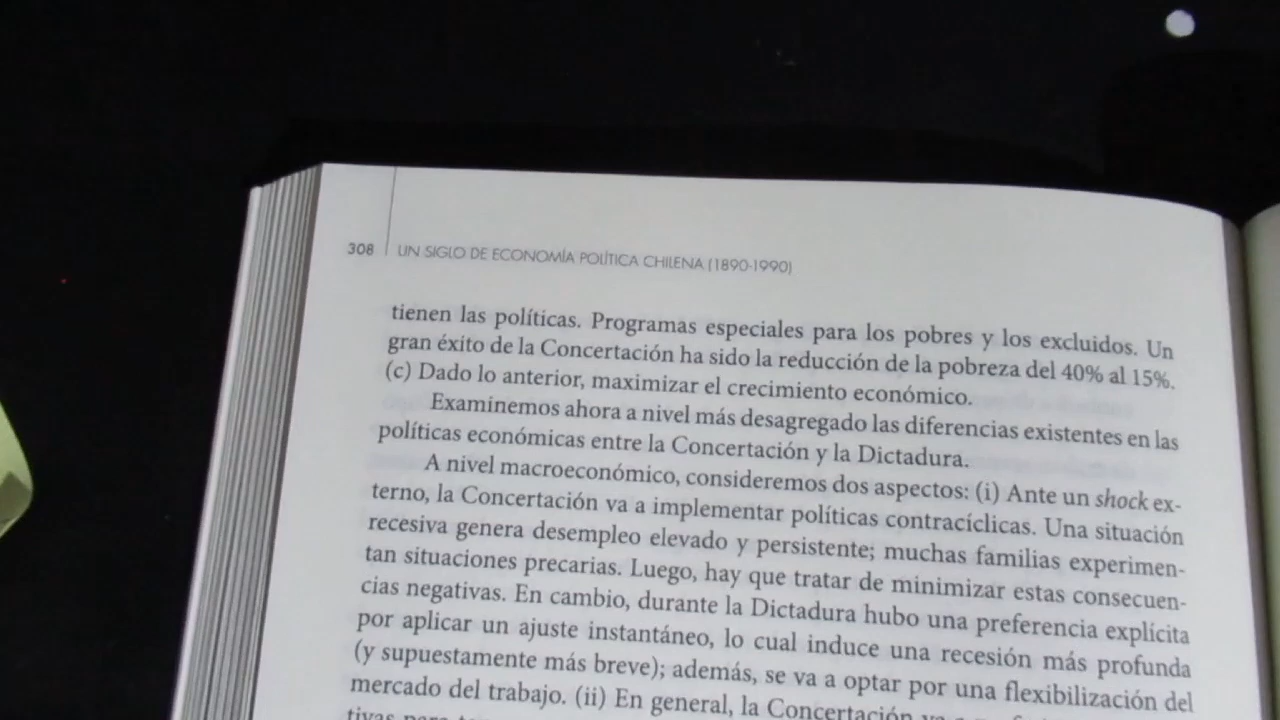 308 | UN SIGLO DE ECONOMÍA POLÍTICA CHILENA (1890-1990)
tienen las políticas. Programas especiales para los pobres y los excluidos. Un
gran éxito de la Concertación ha sido la reducción de la pobreza del 40% al 15%.
(c) Dado lo anterior, maximizar el crecimiento económico.
Examinemos ahora a nivel más desagregado las diferencias existentes en las
políticas económicas entre la Concertación y la Dictadura.
A nivel macroeconómico, consideremos dos aspectos: (i) Ante un shock ex-
terno, la Concertación va a implementar políticas contracíclicas. Una situación
recesiva genera desempleo elevado y persistente; muchas familias experimen-
tan situaciones precarias. Luego, hay que tratar de minimizar estas consecuen-
cias negativas. En cambio, durante la Dictadura hubo una preferencia explícita
por aplicar un ajuste instantáneo, lo cual induce una recesión más profunda
(y supuestamente más breve); además, se va a optar por una flexibilización del
mercado del trabajo. (ii) En general, la Concertación va a